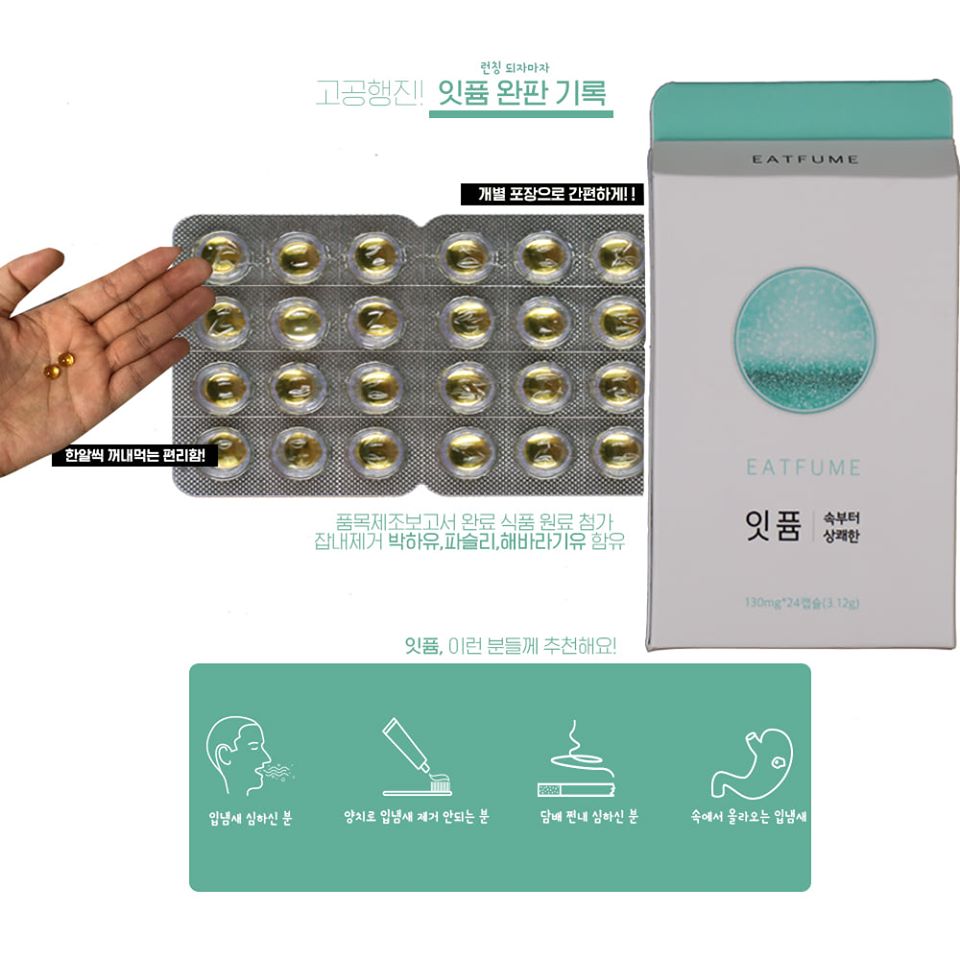 런칭 되자마자
고공행진! 잇퓸 완판 기록
개별 포장으로 간편하게!!
한알씩 꺼내먹는 편리함!
EATFUME
EATFUME
잇퓸
속부터
상쾌한
130mg*24캡슐(3.12g)
품목제조보고서 완료 식품 원료 첨가
잡내제거 박하유,파슬리,해바라기유 함유
잇퓸, 이런 분들께 추천해요!
입냄새 심하신 분
양치로 입냄새 제거 안되는 분
담배 찐내 심하신 분
속에서 올라오는 입냄새